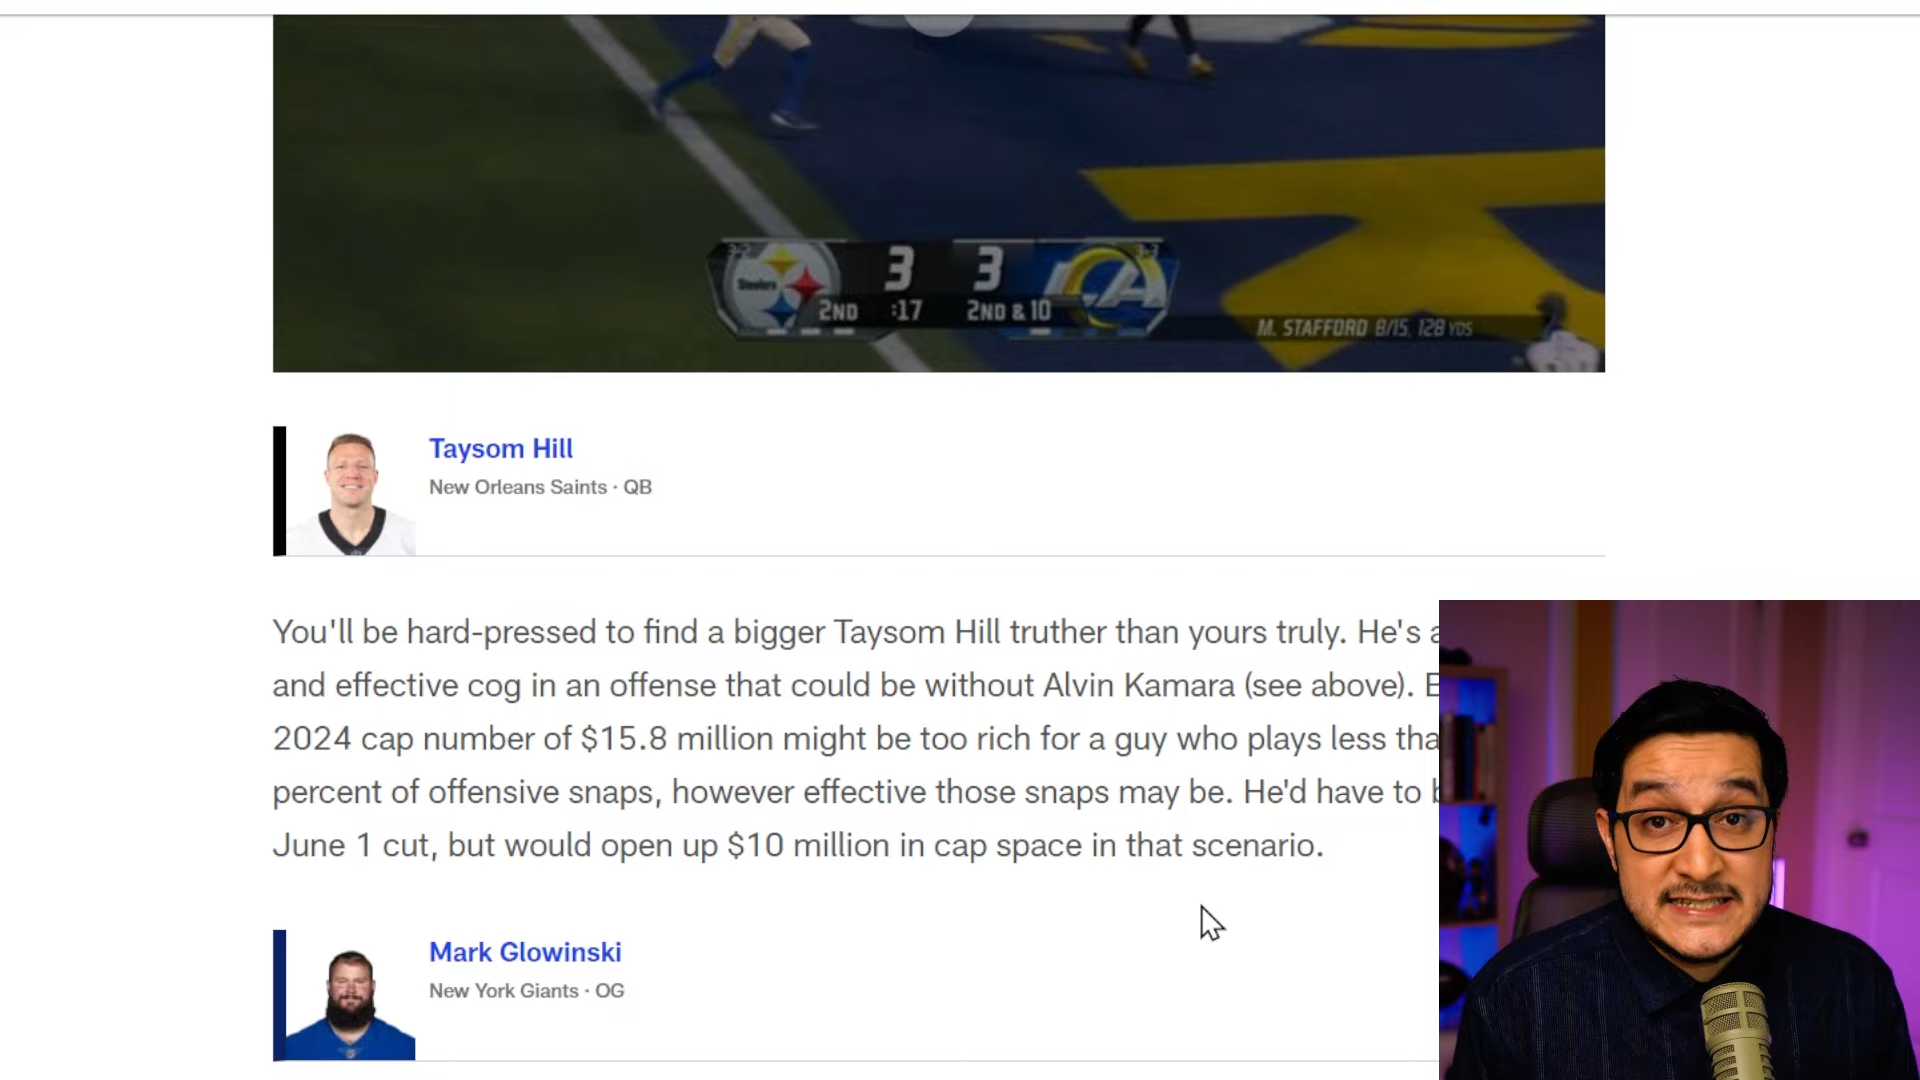 3-2
3-3
Steelers
3
3
2ND :17
2ND & 10
M. STAFFORD 8/15, 128 YDS
Taysom Hill
New Orleans Saints · QB
You'll be hard-pressed to find a bigger Taysom Hill truther than yours truly. He's
and effective cog in an offense that could be without Alvin Kamara (see above).
2024 cap number of $15.8 million might be too rich for a guy who plays less
percent of offensive snaps, however effective those snaps may be. He'd have to
June 1 cut, but would open up $10 million in cap space in that scenario.
Mark Glowinski
New York Giants · OG